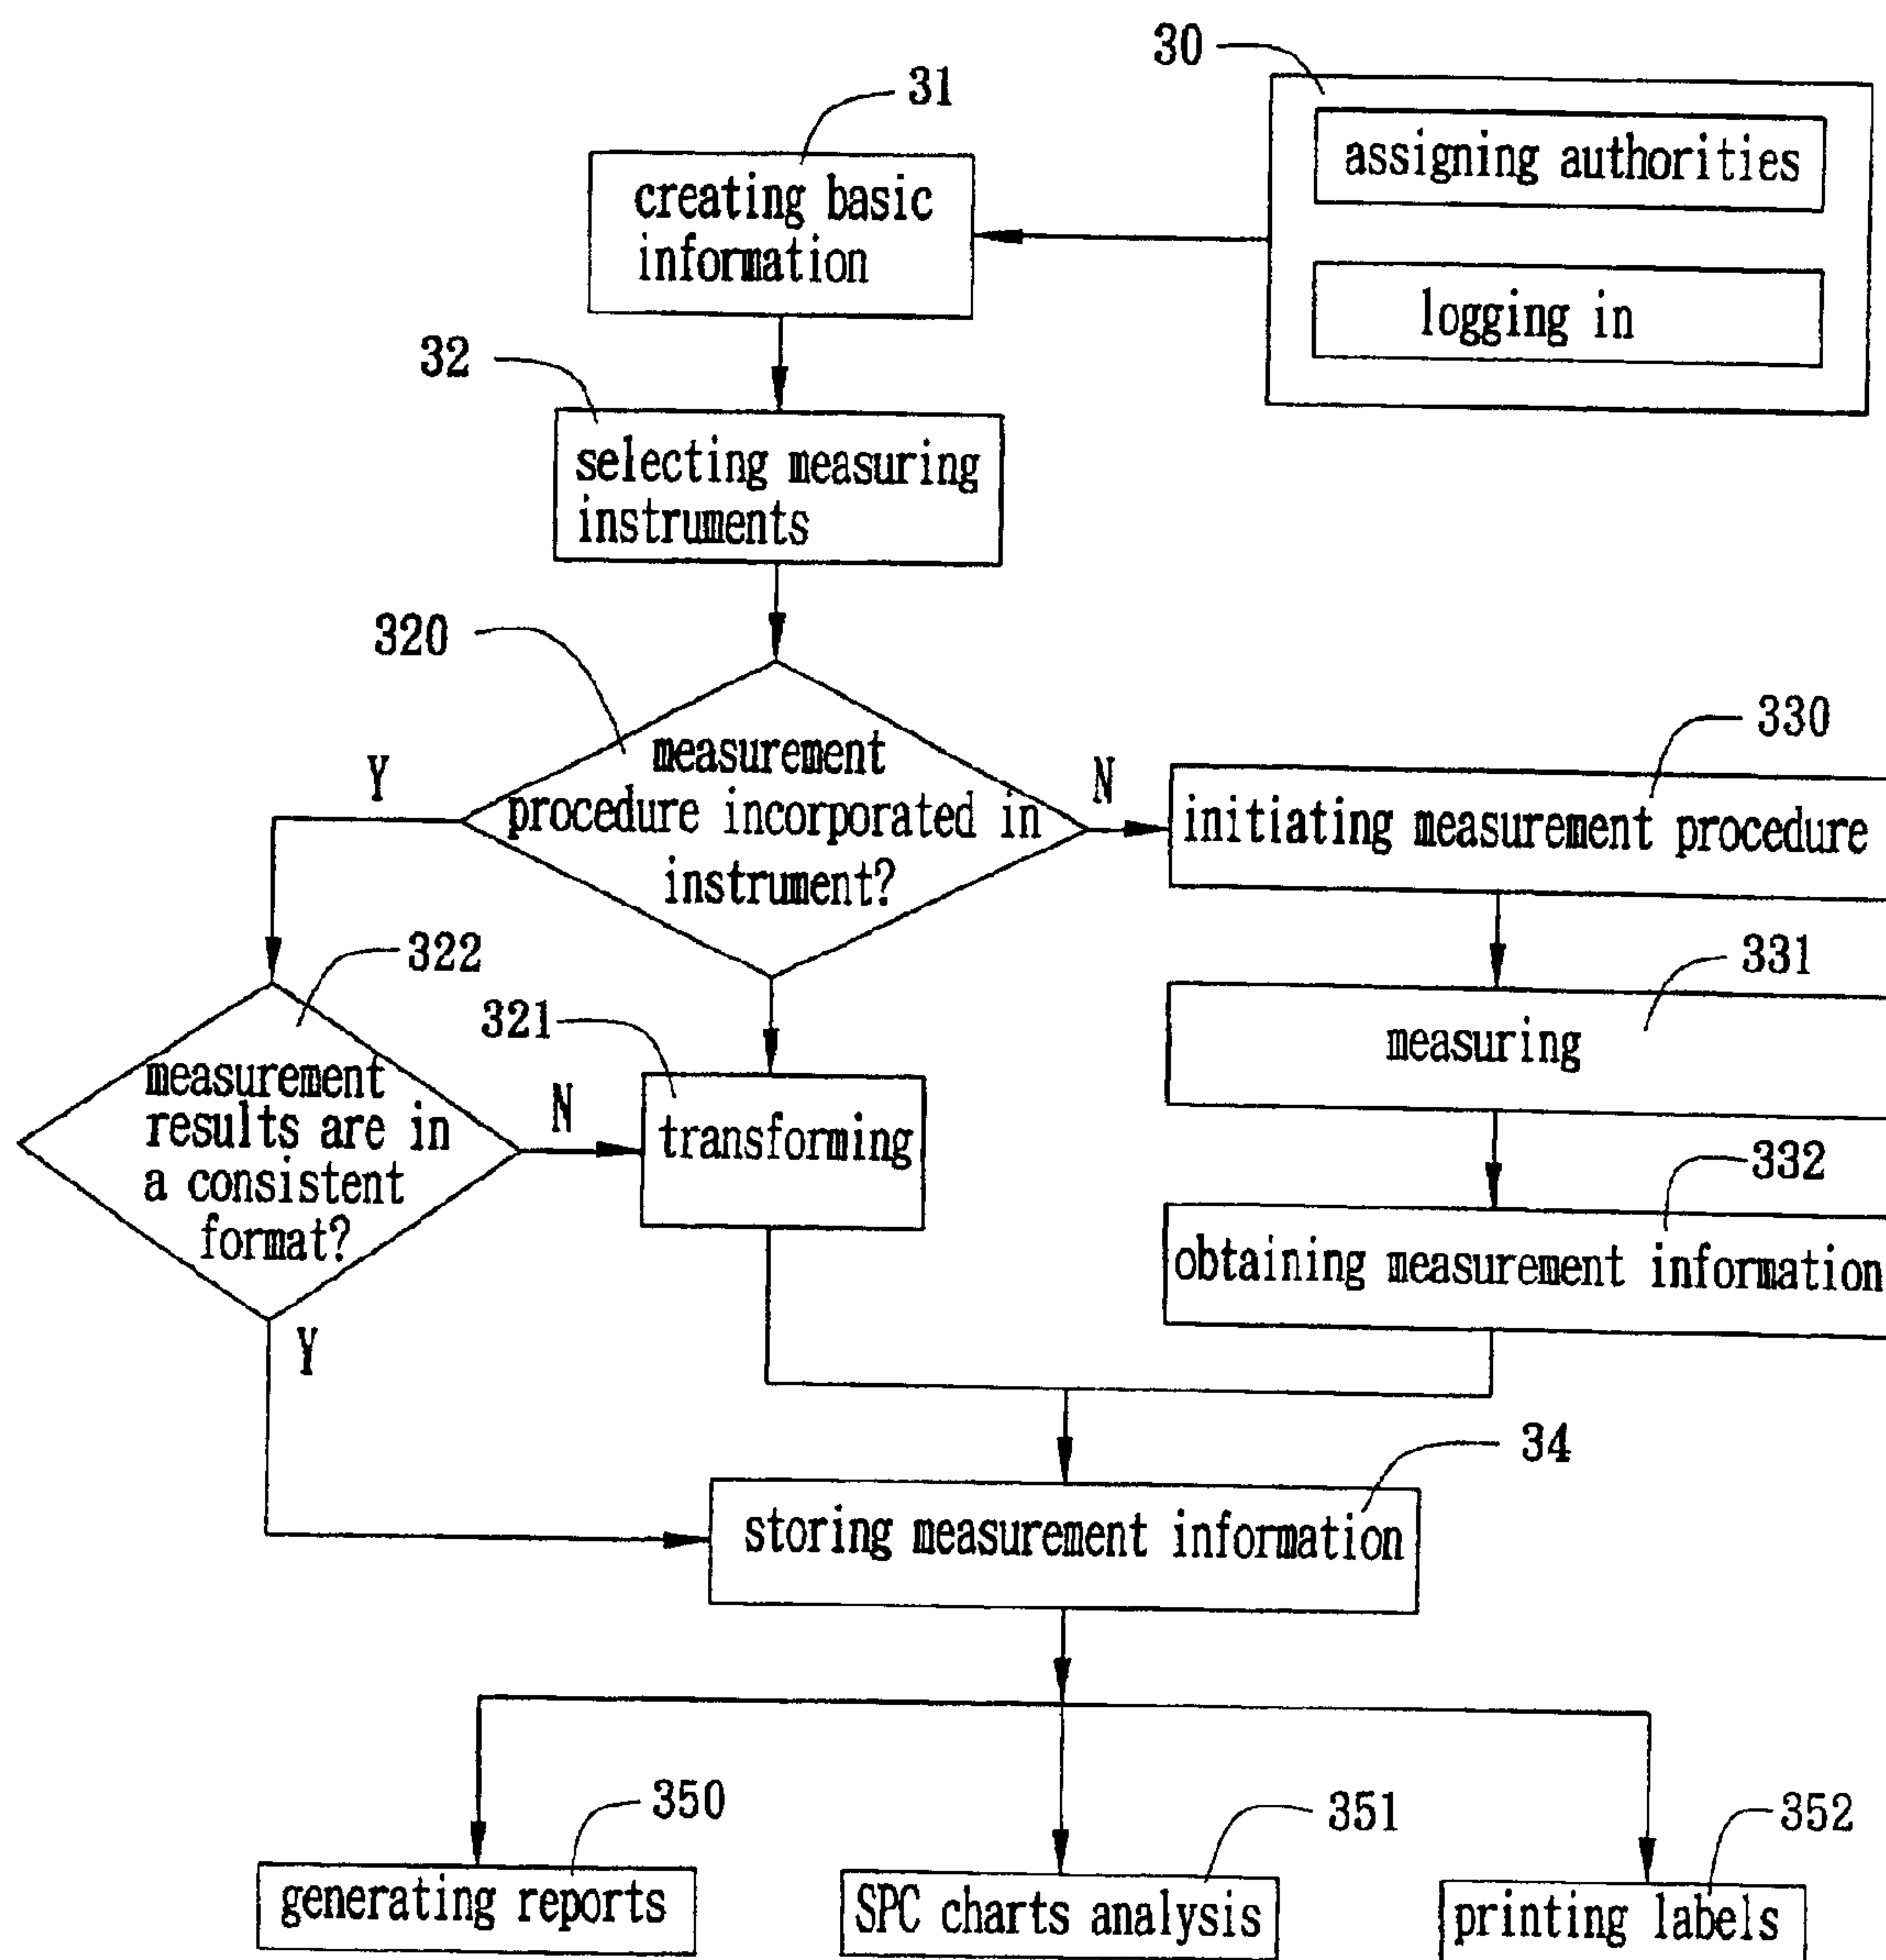 30
assigning authorities
logging in
31
creating basic
information
32
selecting measuring
instruments
320
measurement
procedure incorporated in
instrument?
Y
N
330
initiating measurement procedure
322
measurement
results are in
a consistent
format?
N
Y
321
transforming
331
measuring
332
obtaining measurement information
34
storing measurement information
350
generating reports
351
SPC charts analysis
352
printing labels